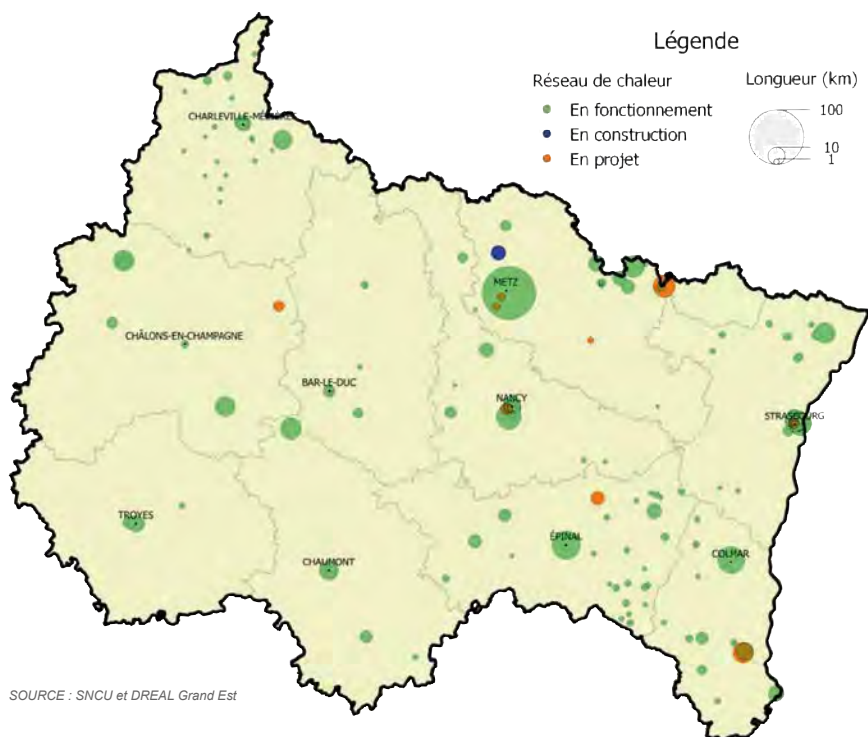 Légende
Réseau de chaleur
En fonctionnement
En construction
En projet
Longueur (km)
100
10
1
CHARLEVILLE-MÉZIÈRES
METZ
CHÂLONS-EN-CHAMPAGNE
BAR-LE-DUC
NANCY
STRASBOURG
TROYES
CHAUMONT
ÉPINAL
COLMAR
SOURCE : SNCU et DREAL Grand Est